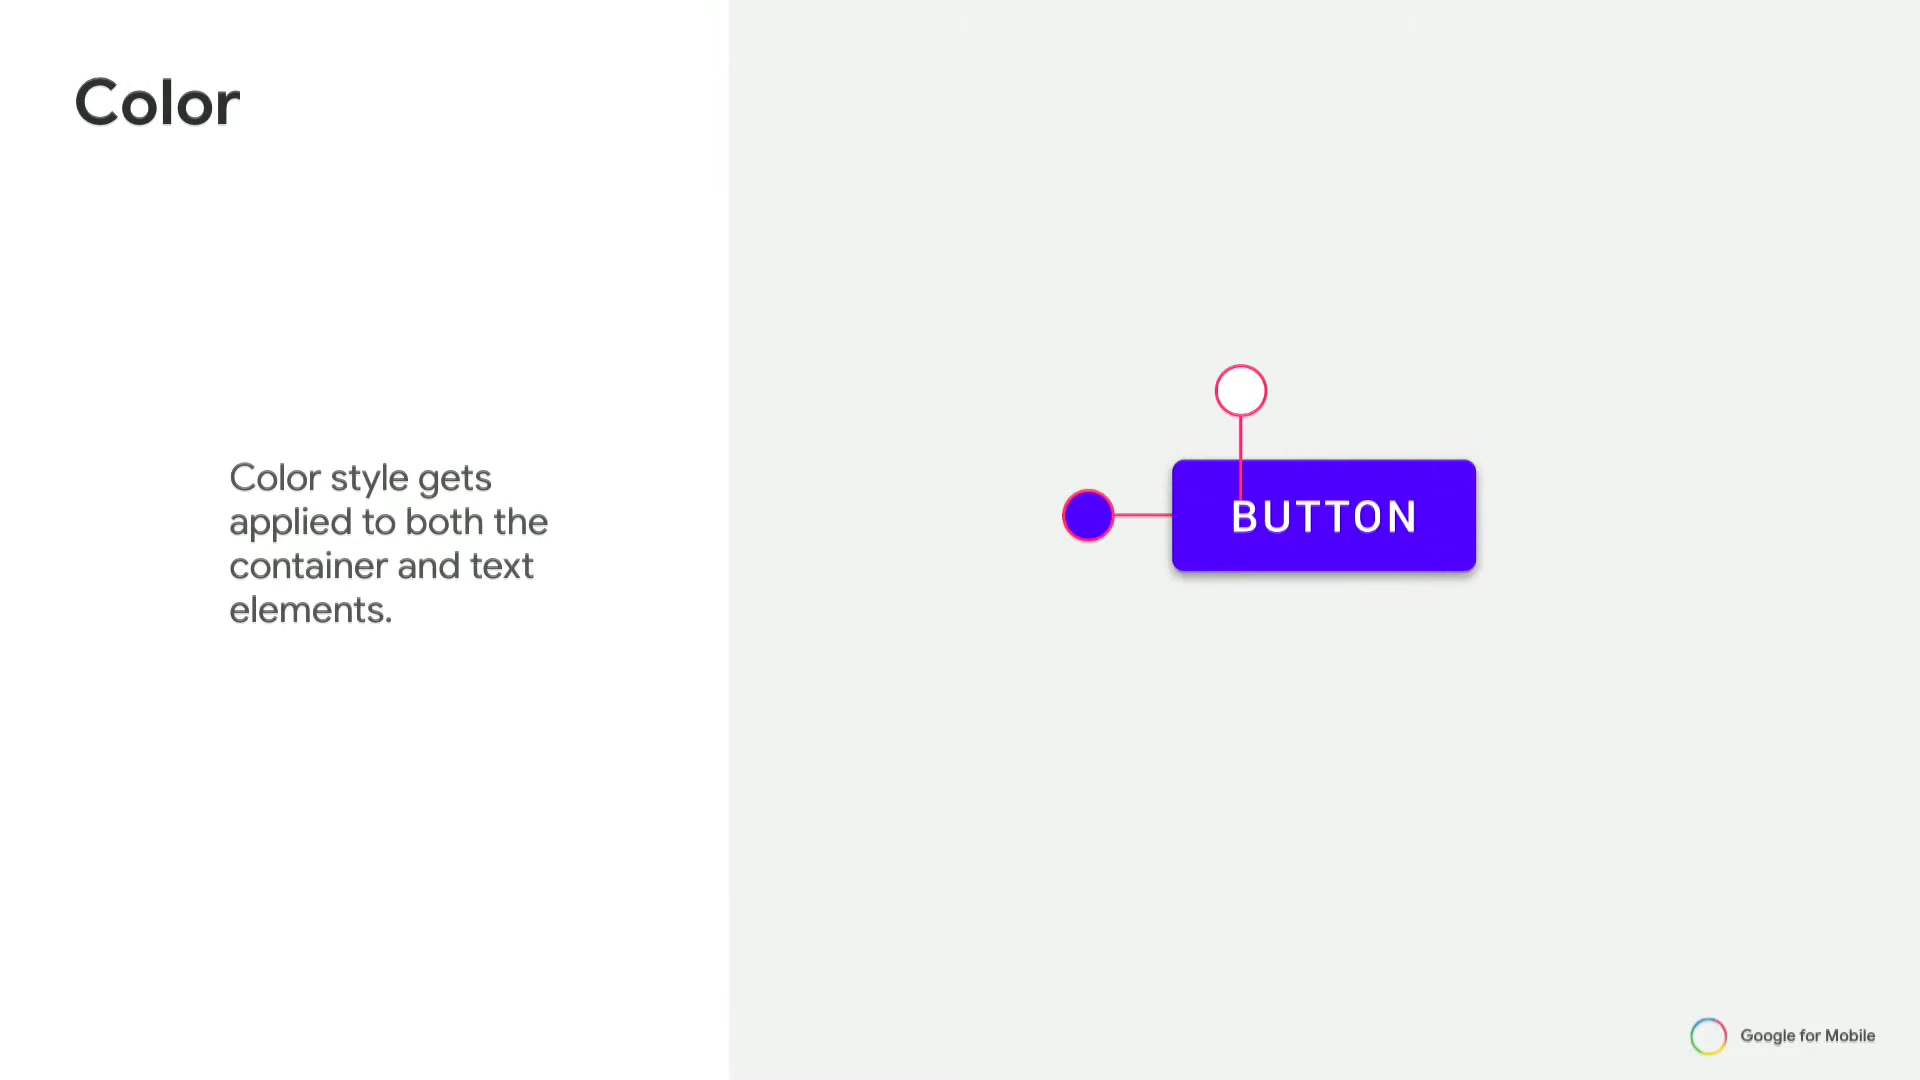 Color
Color style gets
applied to both the
container and text
elements.
BUTTON
Google for Mobile